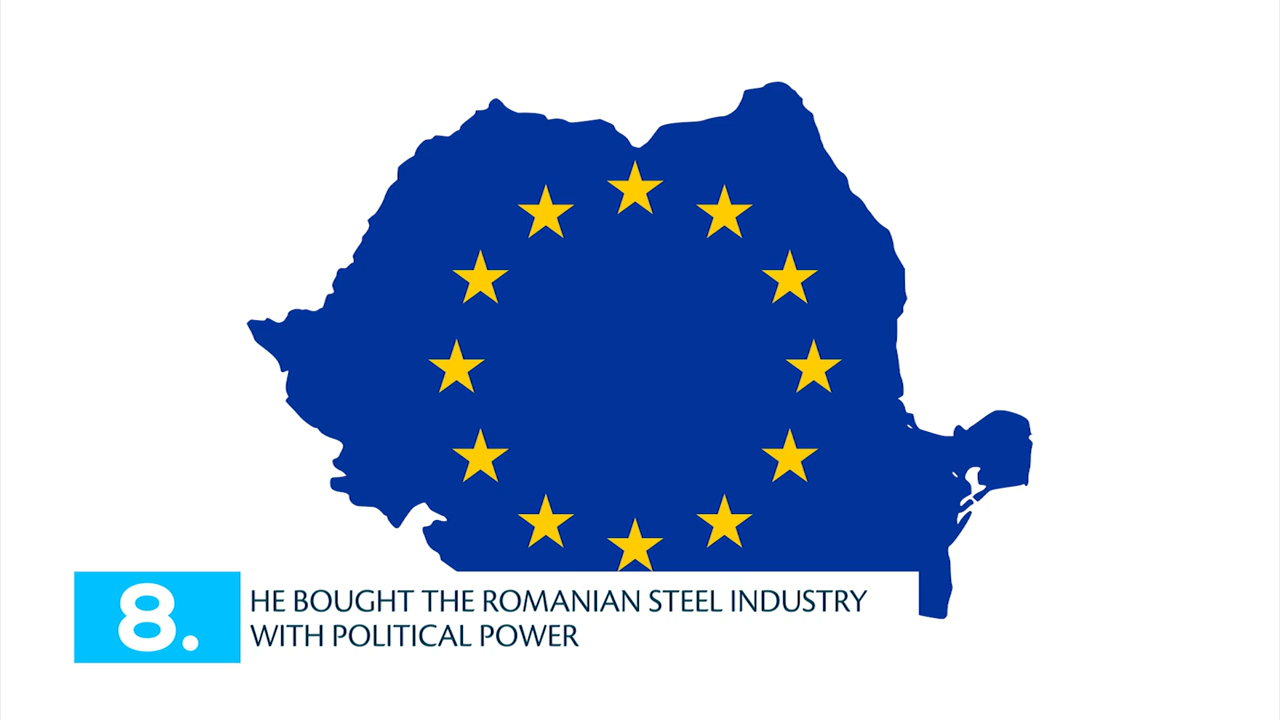 8.
HE BOUGHT THE ROMANIAN STEEL INDUSTRY
WITH POLITICAL POWER